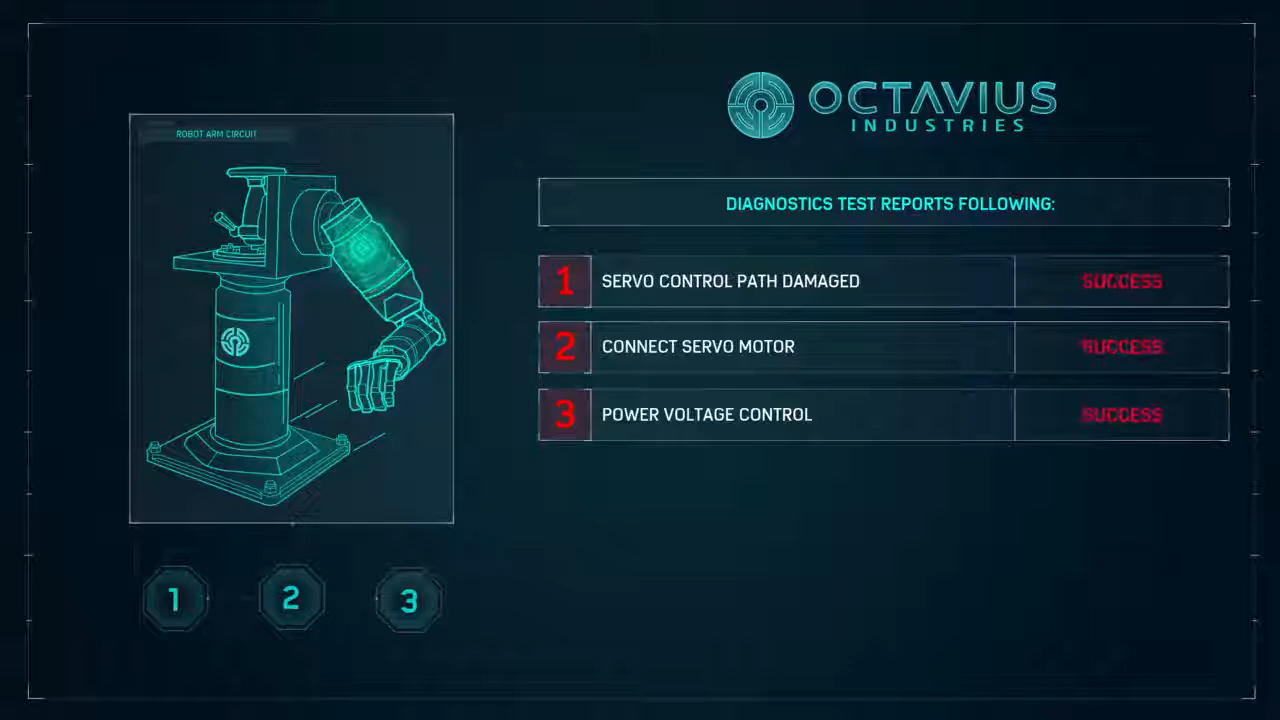 ROBOT ARM CIRCUIT
OCTAVIUS
INDUSTRIES
DIAGNOSTICS TEST REPORTS FOLLOWING:
1 SERVO CONTROL PATH DAMAGED SUCCESS
2 CONNECT SERVO MOTOR SUCCESS
3 POWER VOLTAGE CONTROL SUCCESS
1 2 3